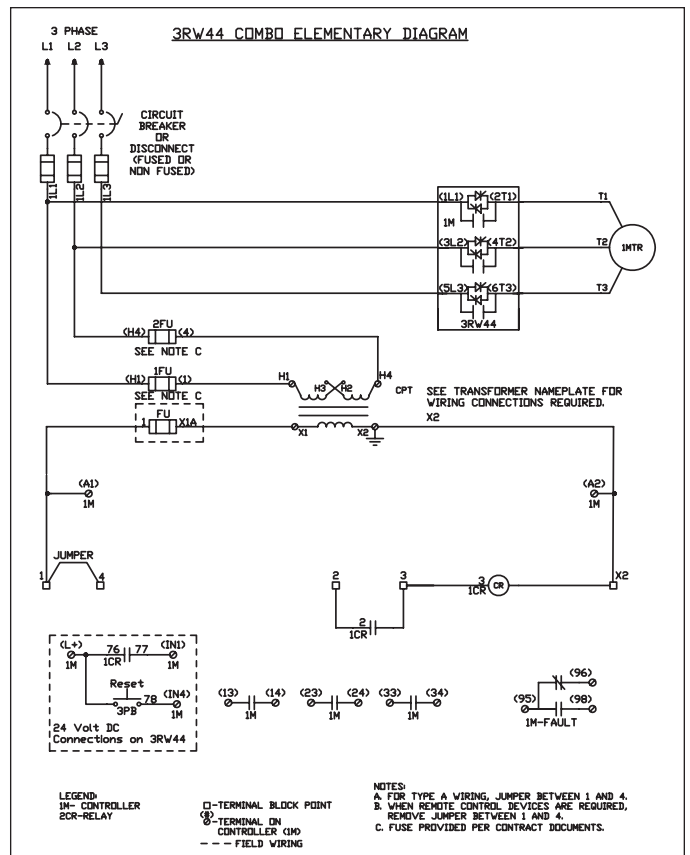 3RW44 COMBO ELEMENTARY DIAGRAM
3 PHASE
L1 L2 L3
CIRCUIT
BREAKER
OR
DISCONNECT
(FUSED OR
NON FUSED)
1L1
1L2
1L3
(1L1) (2T1)
1M
(3L2) (4T2)
(5L3) (6T3)
3RW44
T1
T2
T3
1MTR
2FU
(H4) (4)
SEE NOTE C
1FU
(H1) (1)
SEE NOTE C
FU
1 X1A
H1 H3 H2 H4
CPT
X1 X2
SEE TRANSFORMER NAMEPLATE FOR
WIRING CONNECTIONS REQUIRED.
X2
(A1)
1M
(A2)
1M
JUMPER
1 4
2 3
3
CR
1CR
X2
2
1CR
(L+) 76 77 (IN1)
1M 1CR 1M
Reset
78 (IN4)
3PB 1M
24 Volt DC
Connections on 3RW44
(13) (14)
1M
(23) (24)
1M
(33) (34)
1M
(96)
(95) (98)
1M-FAULT
LEGEND:
1M- CONTROLLER
2CR-RELAY
□-TERMINAL BLOCK POINT
(#)
⊘-TERMINAL ON
CONTROLLER (1M)
--- FIELD WIRING
NOTES:
A. FOR TYPE A WIRING, JUMPER BETWEEN 1 AND 4.
B. WHEN REMOTE CONTROL DEVICES ARE REQUIRED,
REMOVE JUMPER BETWEEN 1 AND 4.
C. FUSE PROVIDED PER CONTRACT DOCUMENTS.